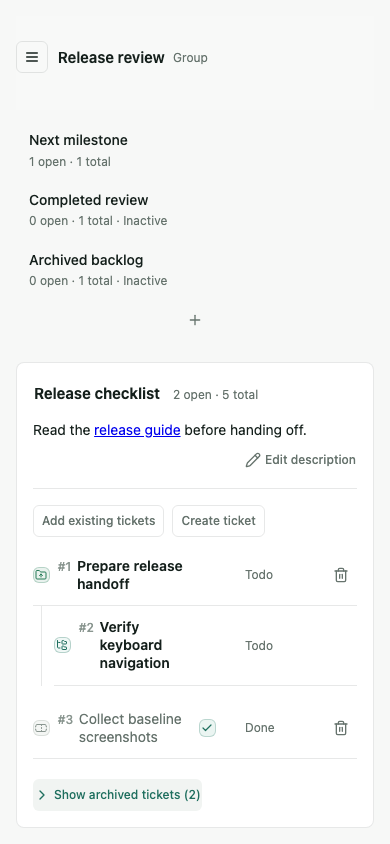 Release review Group
Next milestone
1 open · 1 total
Completed review
0 open · 1 total · Inactive
Archived backlog
0 open · 1 total · Inactive
Release checklist 2 open · 5 total
Read the release guide before handing off.
Edit description
Add existing tickets Create ticket
#1 Prepare release Todo
handoff
#2 Verify
keyboard Todo
navigation
#3 Collect baseline Done
screenshots
Show archived tickets (2)